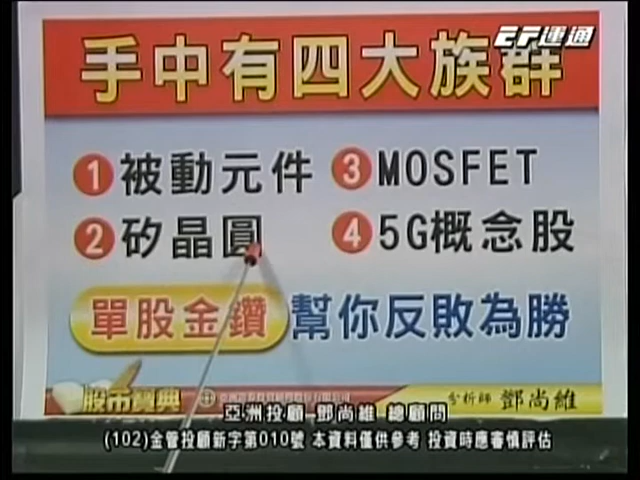 EF運通
手中有四大族群
1被動元件 3MOSFET
2矽晶圓 45G概念股
單股金鑽 幫你反敗為勝
股市寶典
分析師 鄧尚維
亞洲投顧 鄧尚維 總顧問
(102)金管投顧新字第010號 本資料僅供參考 投資時應審慎評估